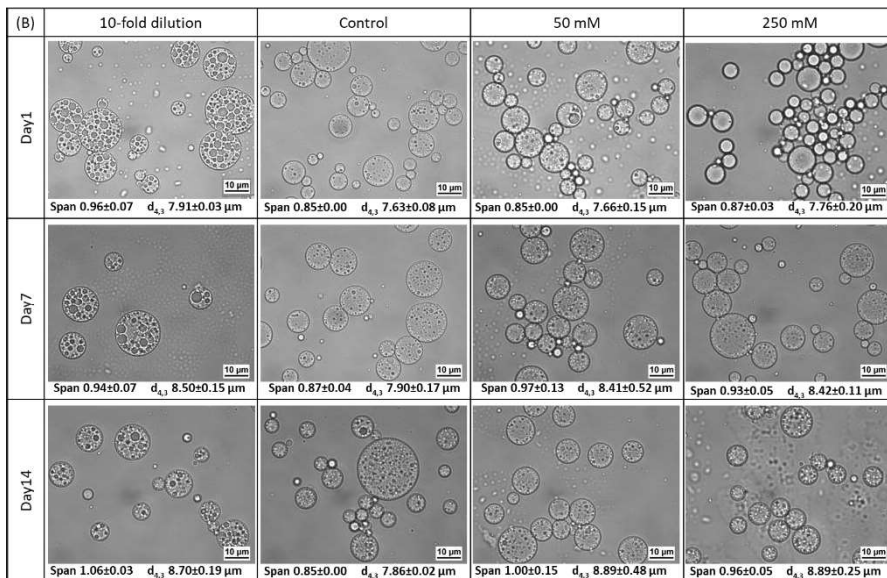 (B) 10-fold dilution Control 50 mM 250 mM
Day1
10 μm 10 μm 10 μm 10 μm
Span 0.96±0.07 d4,3 7.91±0.03 μm Span 0.85±0.00 d4,3 7.63±0.08 μm Span 0.85±0.00 d4,3 7.66±0.15 μm Span 0.87±0.03 d4,3 7.76±0.20 μm
Day7
10 μm 10 μm 10 μm 10 μm
Span 0.94±0.07 d4,3 8.50±0.15 μm Span 0.87±0.04 d4,3 7.90±0.17 μm Span 0.97±0.13 d4,3 8.41±0.52 μm Span 0.93±0.05 d4,3 8.42±0.11 μm
Day14
10 μm 10 μm 10 μm 10 μm
Span 1.06±0.03 d4,3 8.70±0.19 μm Span 0.85±0.00 d4,3 7.86±0.02 μm Span 1.00±0.15 d4,3 8.89±0.48 μm Span 0.96±0.05 d4,3 8.89±0.25 μm